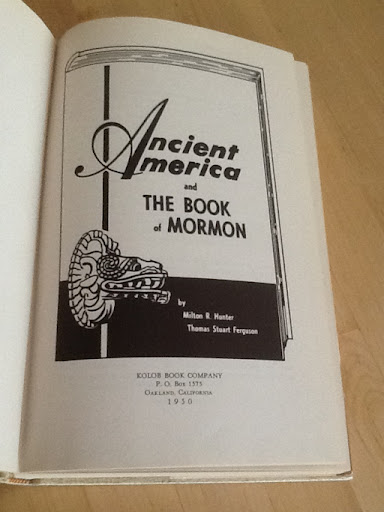 Ancient
America
and
THE BOOK
of MORMON
by
Milton R. Hunter
Thomas Stuart Ferguson
KOLOB BOOK COMPANY
P. O. Box 1575
Oakland, California
1950